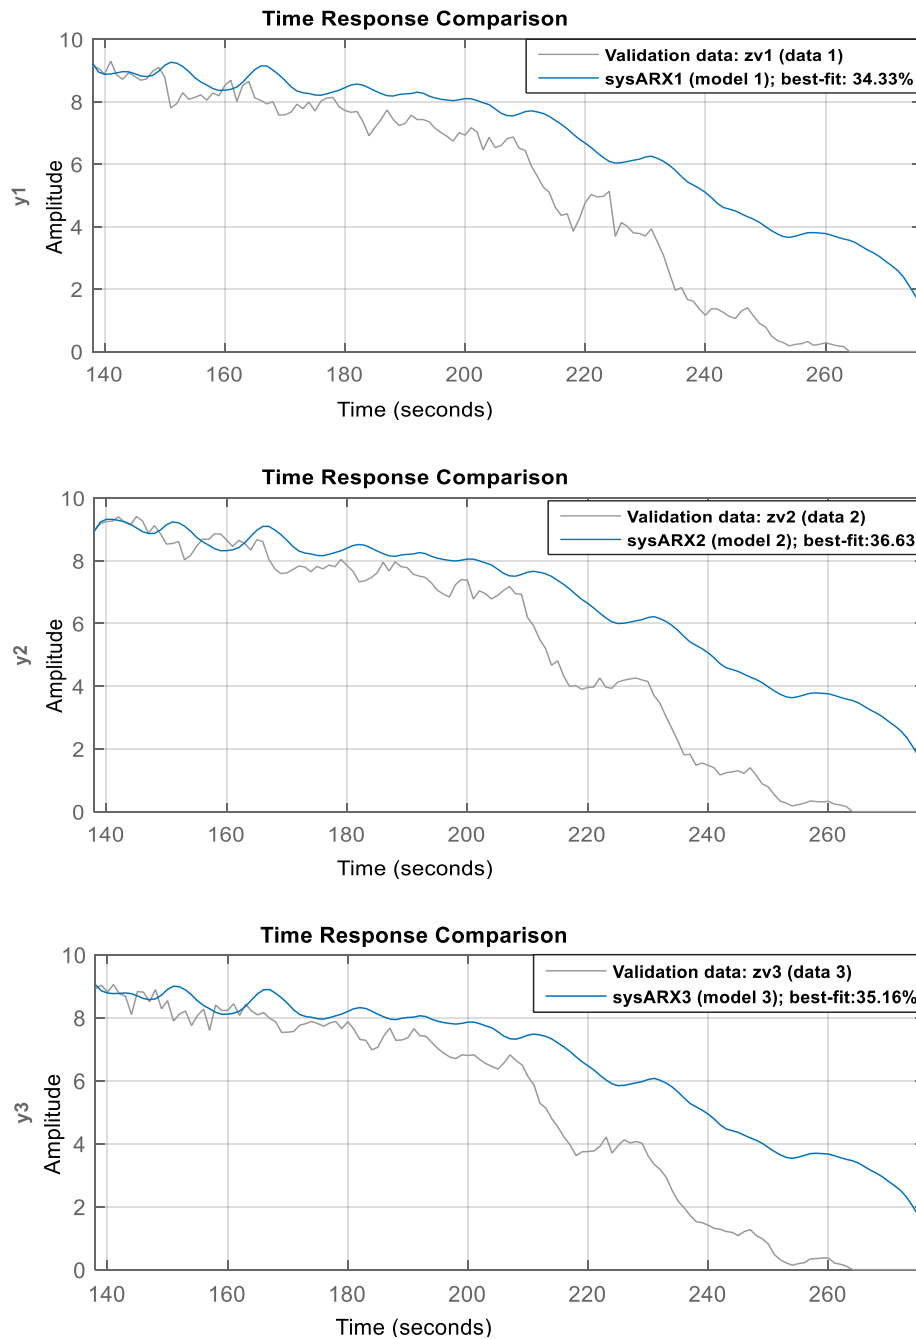 Time Response Comparison
10
8
6
4
2
0
y1
Amplitude
Validation data: zv1 (data 1)
sysARX1 (model 1); best-fit: 34.33%
140 160 180 200 220 240 260
Time (seconds)
Time Response Comparison
10
8
6
4
2
0
y2
Amplitude
Validation data: zv2 (data 2)
sysARX2 (model 2); best-fit:36.63
140 160 180 200 220 240 260
Time (seconds)
Time Response Comparison
10
8
6
4
2
0
y3
Amplitude
Validation data: zv3 (data 3)
sysARX3 (model 3); best-fit:35.16%
140 160 180 200 220 240 260
Time (seconds)